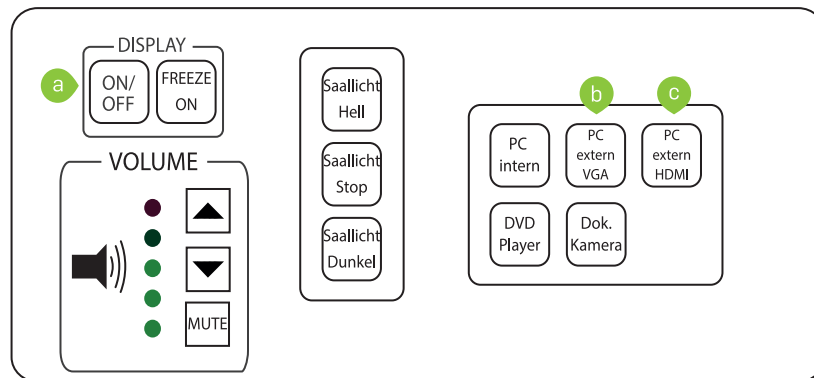 DISPLAY
a
ON/
OFF
FREEZE
ON
VOLUME
MUTE
Saallicht
Hell
Saallicht
Stop
Saallicht
Dunkel
b
c
PC
intern
PC
extern
VGA
PC
extern
HDMI
DVD
Player
Dok.
Kamera